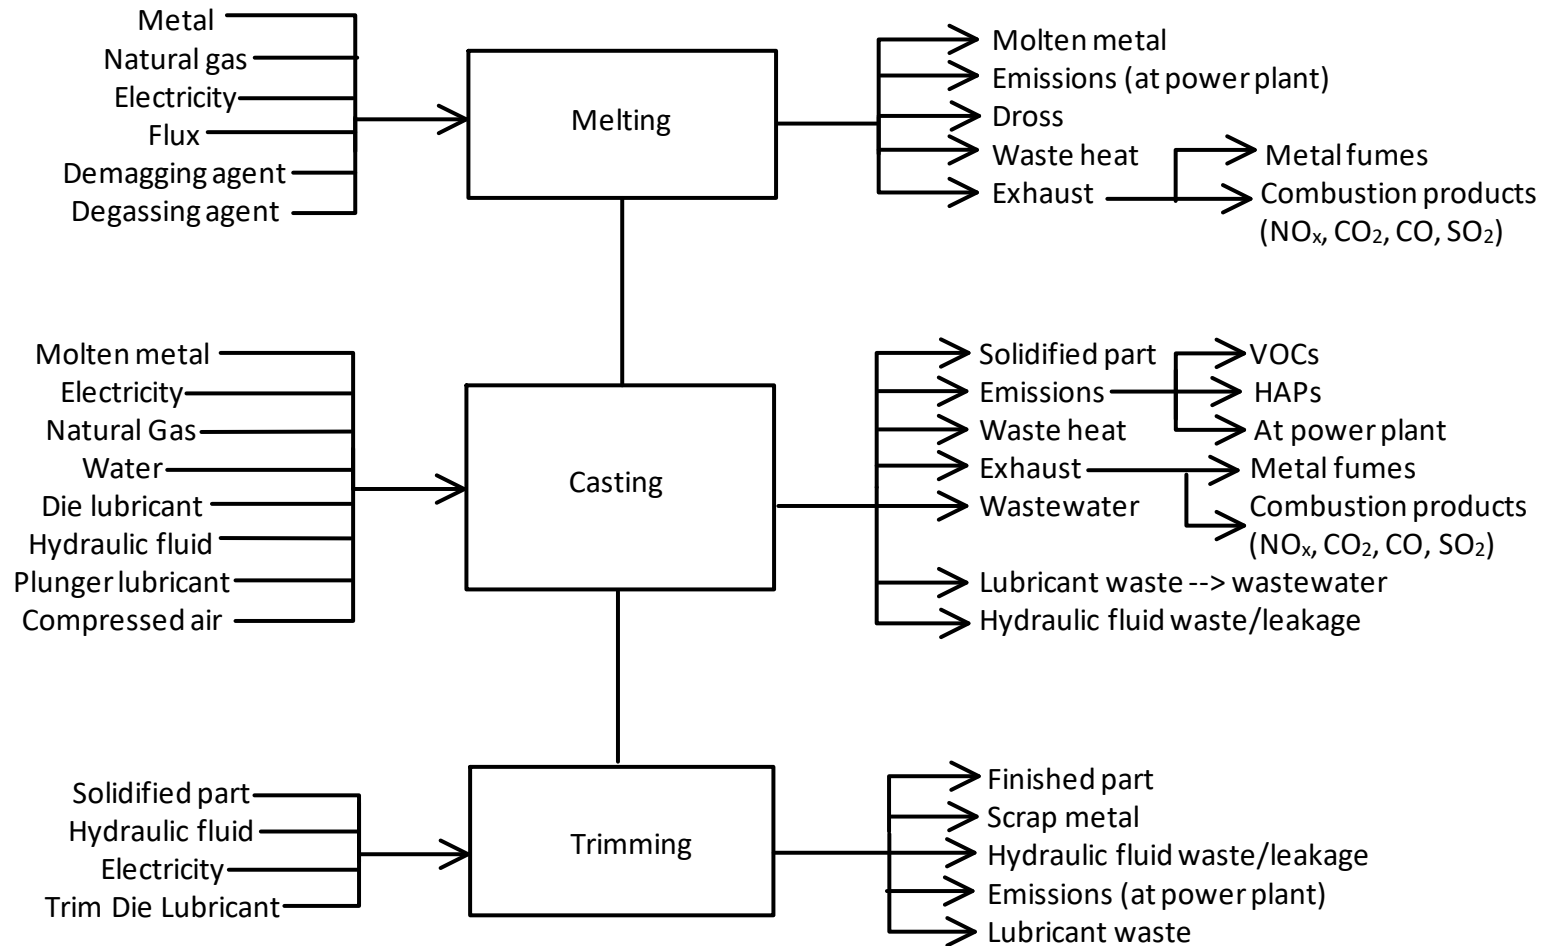 Metal
Natural gas
Electricity
Flux
Demagging agent
Degassing agent
Melting
Molten metal
Emissions (at power plant)
Dross
Waste heat
Exhaust
Metal fumes
Combustion products
(NOₓ, CO₂, CO, SO₂)
Molten metal
Electricity
Natural Gas
Water
Die lubricant
Hydraulic fluid
Plunger lubricant
Compressed air
Casting
Solidified part
Emissions
Waste heat
Exhaust
Wastewater
Lubricant waste --> wastewater
Hydraulic fluid waste/leakage
VOCs
HAPs
At power plant
Metal fumes
Combustion products
(NOₓ, CO₂, CO, SO₂)
Solidified part
Hydraulic fluid
Electricity
Trim Die Lubricant
Trimming
Finished part
Scrap metal
Hydraulic fluid waste/leakage
Emissions (at power plant)
Lubricant waste